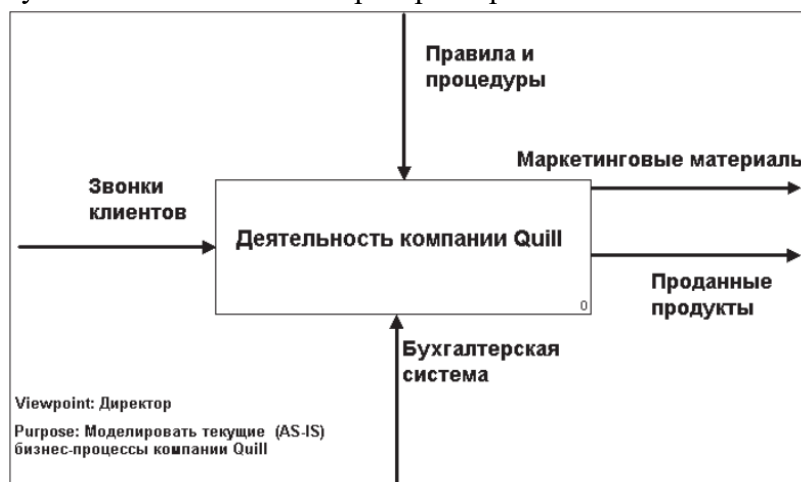 Правила и
процедуры
Маркетинговые материалы
Звонки
клиентов
Деятельность компании Quill
0
Проданные
продукты
Бухгалтерская
система
Viewpoint: Директор
Purpose: Моделировать текущие (AS-IS)
бизнес-процессы компании Quill